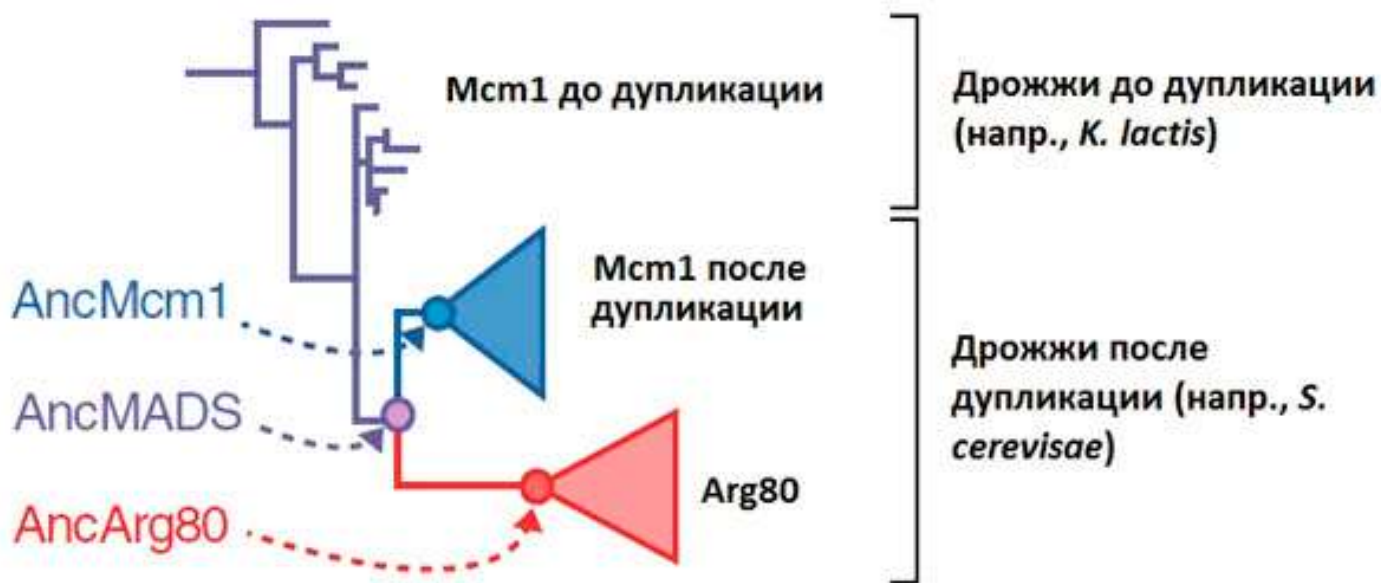 Mcm1 до дупликации
Дрожжи до дупликации
(напр., K. lactis)
AncMcm1
Mcm1 после
дупликации
AncMADS
Дрожжи после
дупликации (напр., S.
cerevisae)
Arg80
AncArg80